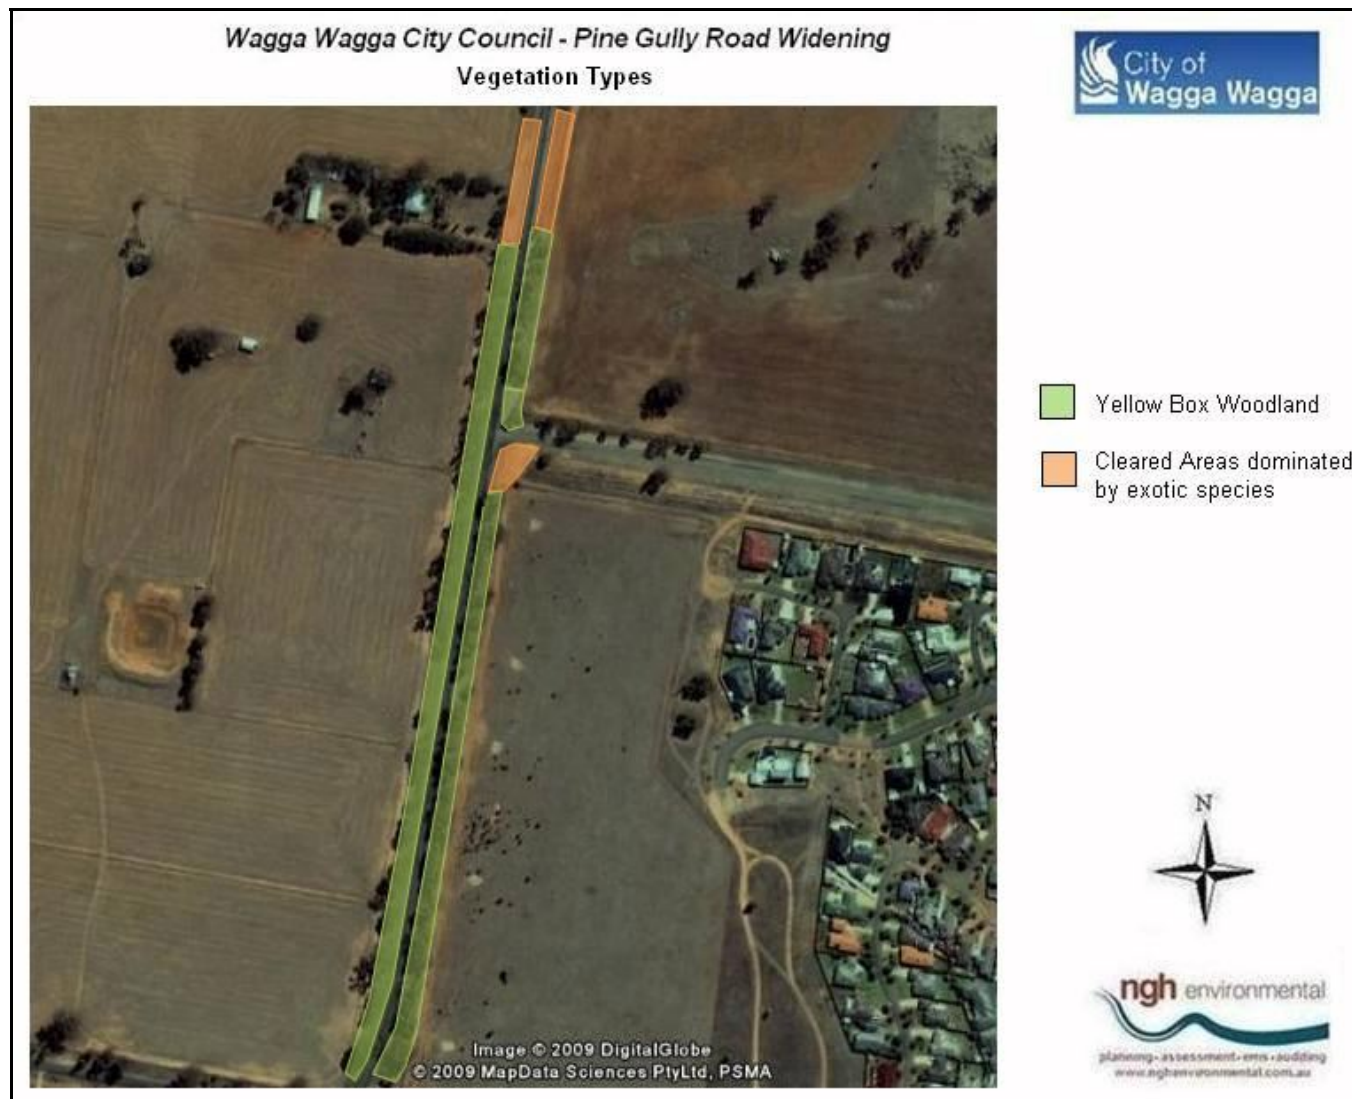 Wagga Wagga City Council - Pine Gully Road Widening
Vegetation Types
City of
Wagga Wagga
Yellow Box Woodland
Cleared Areas dominated
by exotic species
N
ngh environmental
planning • assessment • ems • auditing
www.nghenvironmental.com.au
Image © 2009 DigitalGlobe
© 2009 MapData Sciences PtyLtd, PSMA